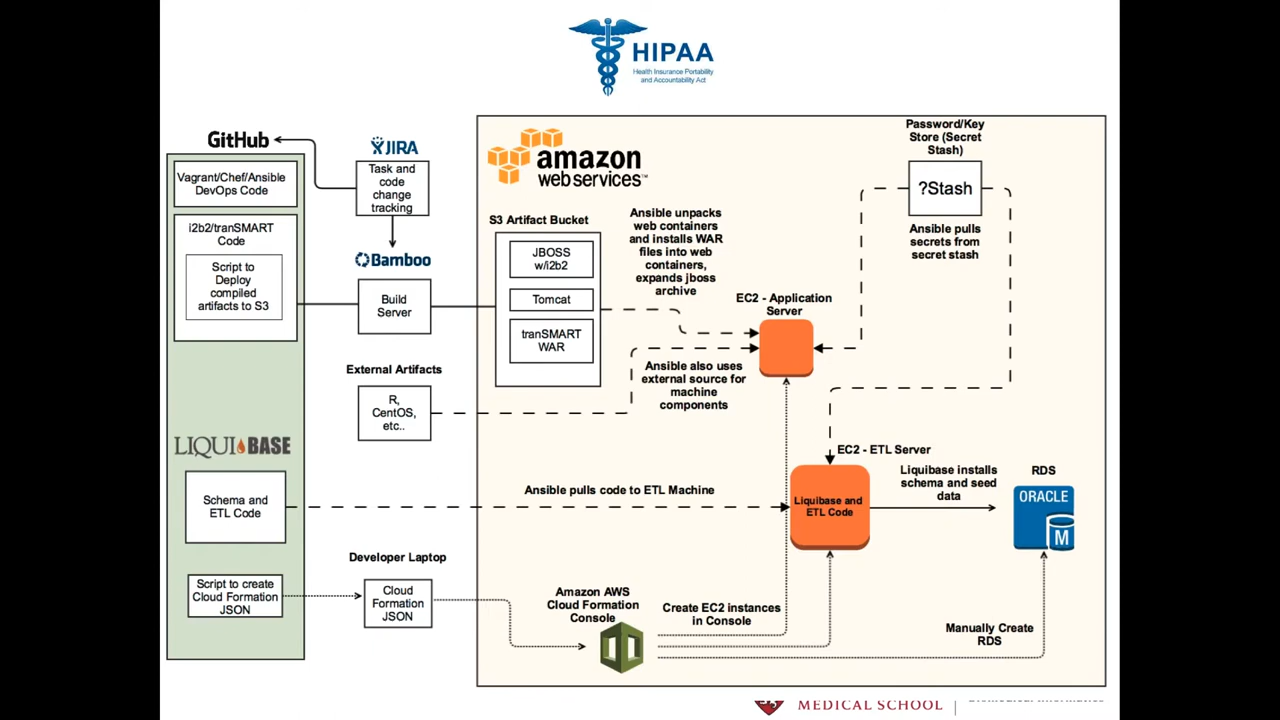 HIPAA
Health Insurance Portability
and Accountability Act
GitHub
Vagrant/Chef/Ansible
DevOps Code
i2b2/tranSMART
Code
Script to
Deploy
compiled
artifacts to S3
LIQUIBASE
Schema and
ETL Code
Script to create
Cloud Formation
JSON
JIRA
Task and
code
change
tracking
Bamboo
Build
Server
External Artifacts
R,
CentOS,
etc..
Developer Laptop
Cloud
Formation
JSON
amazon
web services™
S3 Artifact Bucket
JBOSS
w/i2b2
Tomcat
tranSMART
WAR
Ansible unpacks
web containers
and installs WAR
files into web
containers,
expands jboss
archive
EC2 - Application
Server
Ansible also uses
external source for
machine
components
Password/Key
Store (Secret
Stash)
?Stash
Ansible pulls
secrets from
secret stash
Ansible pulls code to ETL Machine
EC2 - ETL Server
Liquibase and
ETL Code
Liquibase installs
schema and seed
data
RDS
ORACLE
M
Amazon AWS
Cloud Formation
Console
Create EC2 instances
in Console
Manually Create
RDS
MEDICAL SCHOOL